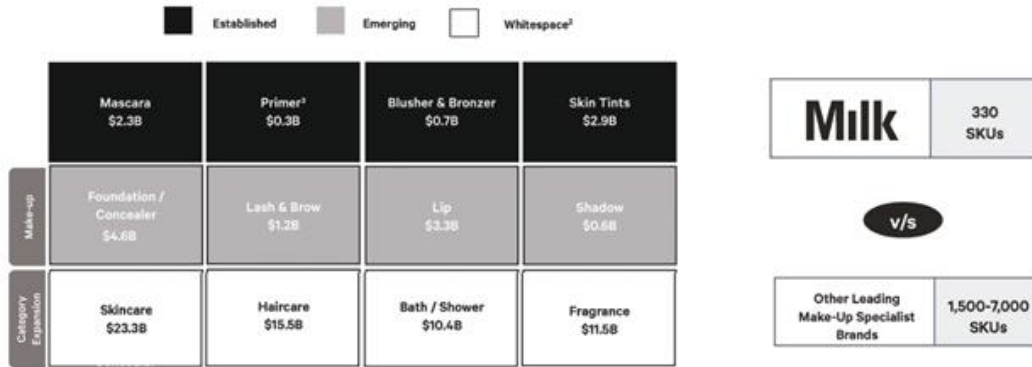 Established
Emerging
Whitespace²
Mascara
$2.3B
Primer³
$0.3B
Blusher & Bronzer
$0.7B
Skin Tints
$2.9B
Make-up
Foundation /
Concealer
$4.6B
Lash & Brow
$1.2B
Lip
$3.3B
Shadow
$0.6B
Category
Expansion
Skincare
$23.3B
Haircare
$15.5B
Bath / Shower
$10.4B
Fragrance
$11.5B
Milk
330
SKUs
v/s
Other Leading
Make-Up Specialist
Brands
1,500-7,000
SKUs